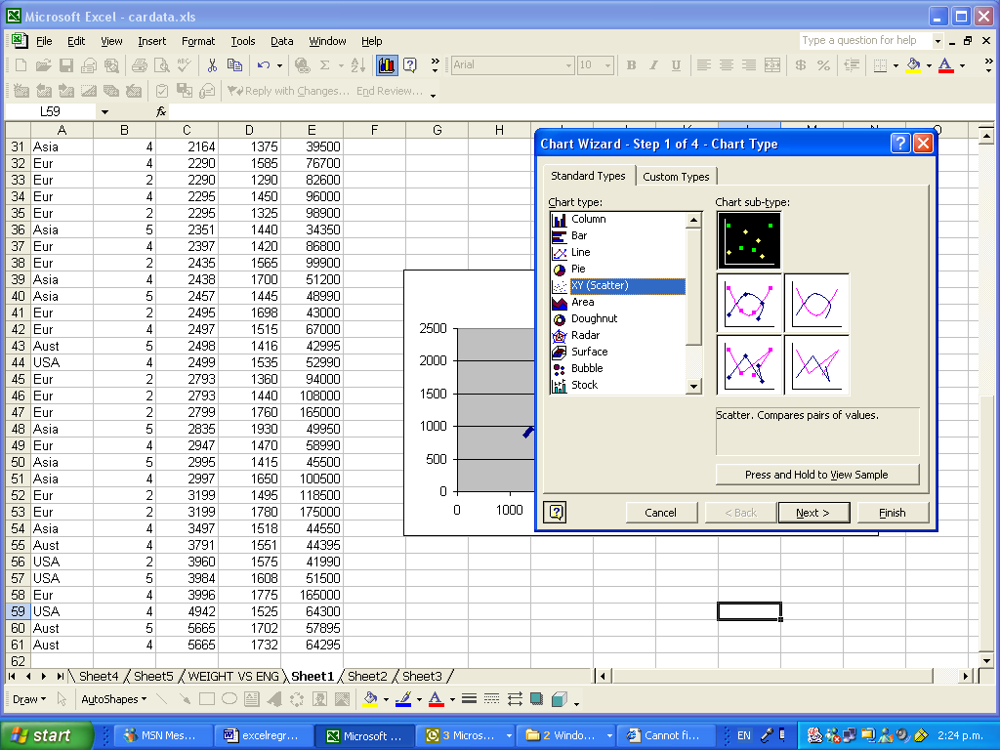 Microsoft Excel - cardata.xls
File Edit View Insert Format Tools Data Window Help Type a question for help
Arial 10 B I U $ %
Reply with Changes... End Review...
L59 fx
A B C D E F G H
31 Asia 4 2164 1375 39500
32 Eur 4 2290 1585 76700
33 Eur 2 2290 1290 82600
34 Eur 4 2295 1450 96000
35 Eur 2 2295 1325 98900
36 Asia 5 2351 1440 34350
37 Eur 4 2397 1420 86800
38 Eur 2 2435 1565 99900
39 Asia 4 2438 1700 51200
40 Asia 5 2457 1445 48990
41 Eur 2 2495 1698 43000
42 Eur 4 2497 1515 67000
43 Aust 5 2498 1416 42995
44 USA 4 2499 1535 52990
45 Eur 2 2793 1360 94000
46 Eur 2 2793 1440 108000
47 Eur 2 2799 1760 165000
48 Asia 5 2835 1930 49950
49 Eur 4 2947 1470 58990
50 Asia 5 2995 1415 45500
51 Asia 4 2997 1650 100500
52 Eur 2 3199 1495 118500
53 Eur 2 3199 1780 175000
54 Asia 4 3497 1518 44550
55 Aust 4 3791 1551 44395
56 USA 2 3960 1575 41990
57 USA 5 3984 1608 51500
58 Eur 4 3996 1775 165000
59 USA 4 4942 1525 64300
60 Aust 5 5665 1702 57895
61 Aust 4 5665 1732 64295
62
2500
2000
1500
1000
500
0
0 1000
Chart Wizard - Step 1 of 4 - Chart Type
Standard Types Custom Types
Chart type:
Column
Bar
Line
Pie
XY (Scatter)
Area
Doughnut
Radar
Surface
Bubble
Stock
Chart sub-type:
Scatter. Compares pairs of values.
Press and Hold to View Sample
Cancel < Back Next > Finish
Sheet4 Sheet5 WEIGHT VS ENG Sheet1 Sheet2 Sheet3
Draw AutoShapes
start MSN Mes... excelregr... Microsoft ... 3 Micros... 2 Windo... Cannot fi... EN 2:24 p.m.